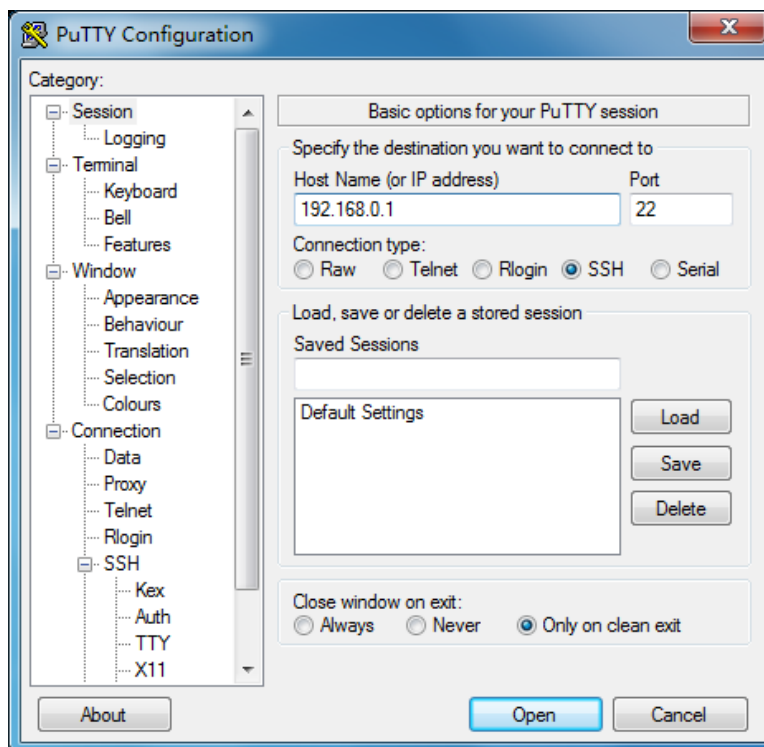 PuTTY Configuration
Category:
Session
Logging
Terminal
Keyboard
Bell
Features
Window
Appearance
Behaviour
Translation
Selection
Colours
Connection
Data
Proxy
Telnet
Rlogin
SSH
Kex
Auth
TTY
X11
Basic options for your PuTTY session
Specify the destination you want to connect to
Host Name (or IP address) Port
192.168.0.1 22
Connection type:
Raw Telnet Rlogin SSH Serial
Load, save or delete a stored session
Saved Sessions
Default Settings
Load
Save
Delete
Close window on exit:
Always Never Only on clean exit
About Open Cancel